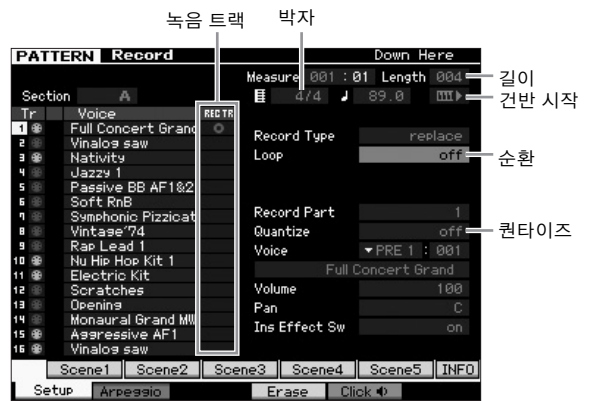 녹음 트랙
박자
PATTERN Record
Down Here
Measure 001 : 01 Length 004
길이
Section A
4/4 89.0
건반 시작
Tr Voice REC TR
1 Full Concert Grand
2 Vinalog saw
3 Nativity
4 Jazzy 1
5 Passive BB AF1&2
6 Soft RnB
7 Symphonic Pizzicat
8 Vintage'74
9 Rap Lead 1
10 Nu Hip Hop Kit 1
11 Electric Kit
12 Scratches
13 Opening
14 Monaural Grand MW
15 Aggressive AF1
16 Vinalog saw
Record Type replace
Loop off
순환
Record Part 1
Quantize off
퀀타이즈
Voice PRE 1 : 001
Full Concert Grand
Volume 100
Pan C
Ins Effect Sw on
Scene1 Scene2 Scene3 Scene4 Scene5 INFO
Setup Arpeggio Erase Click